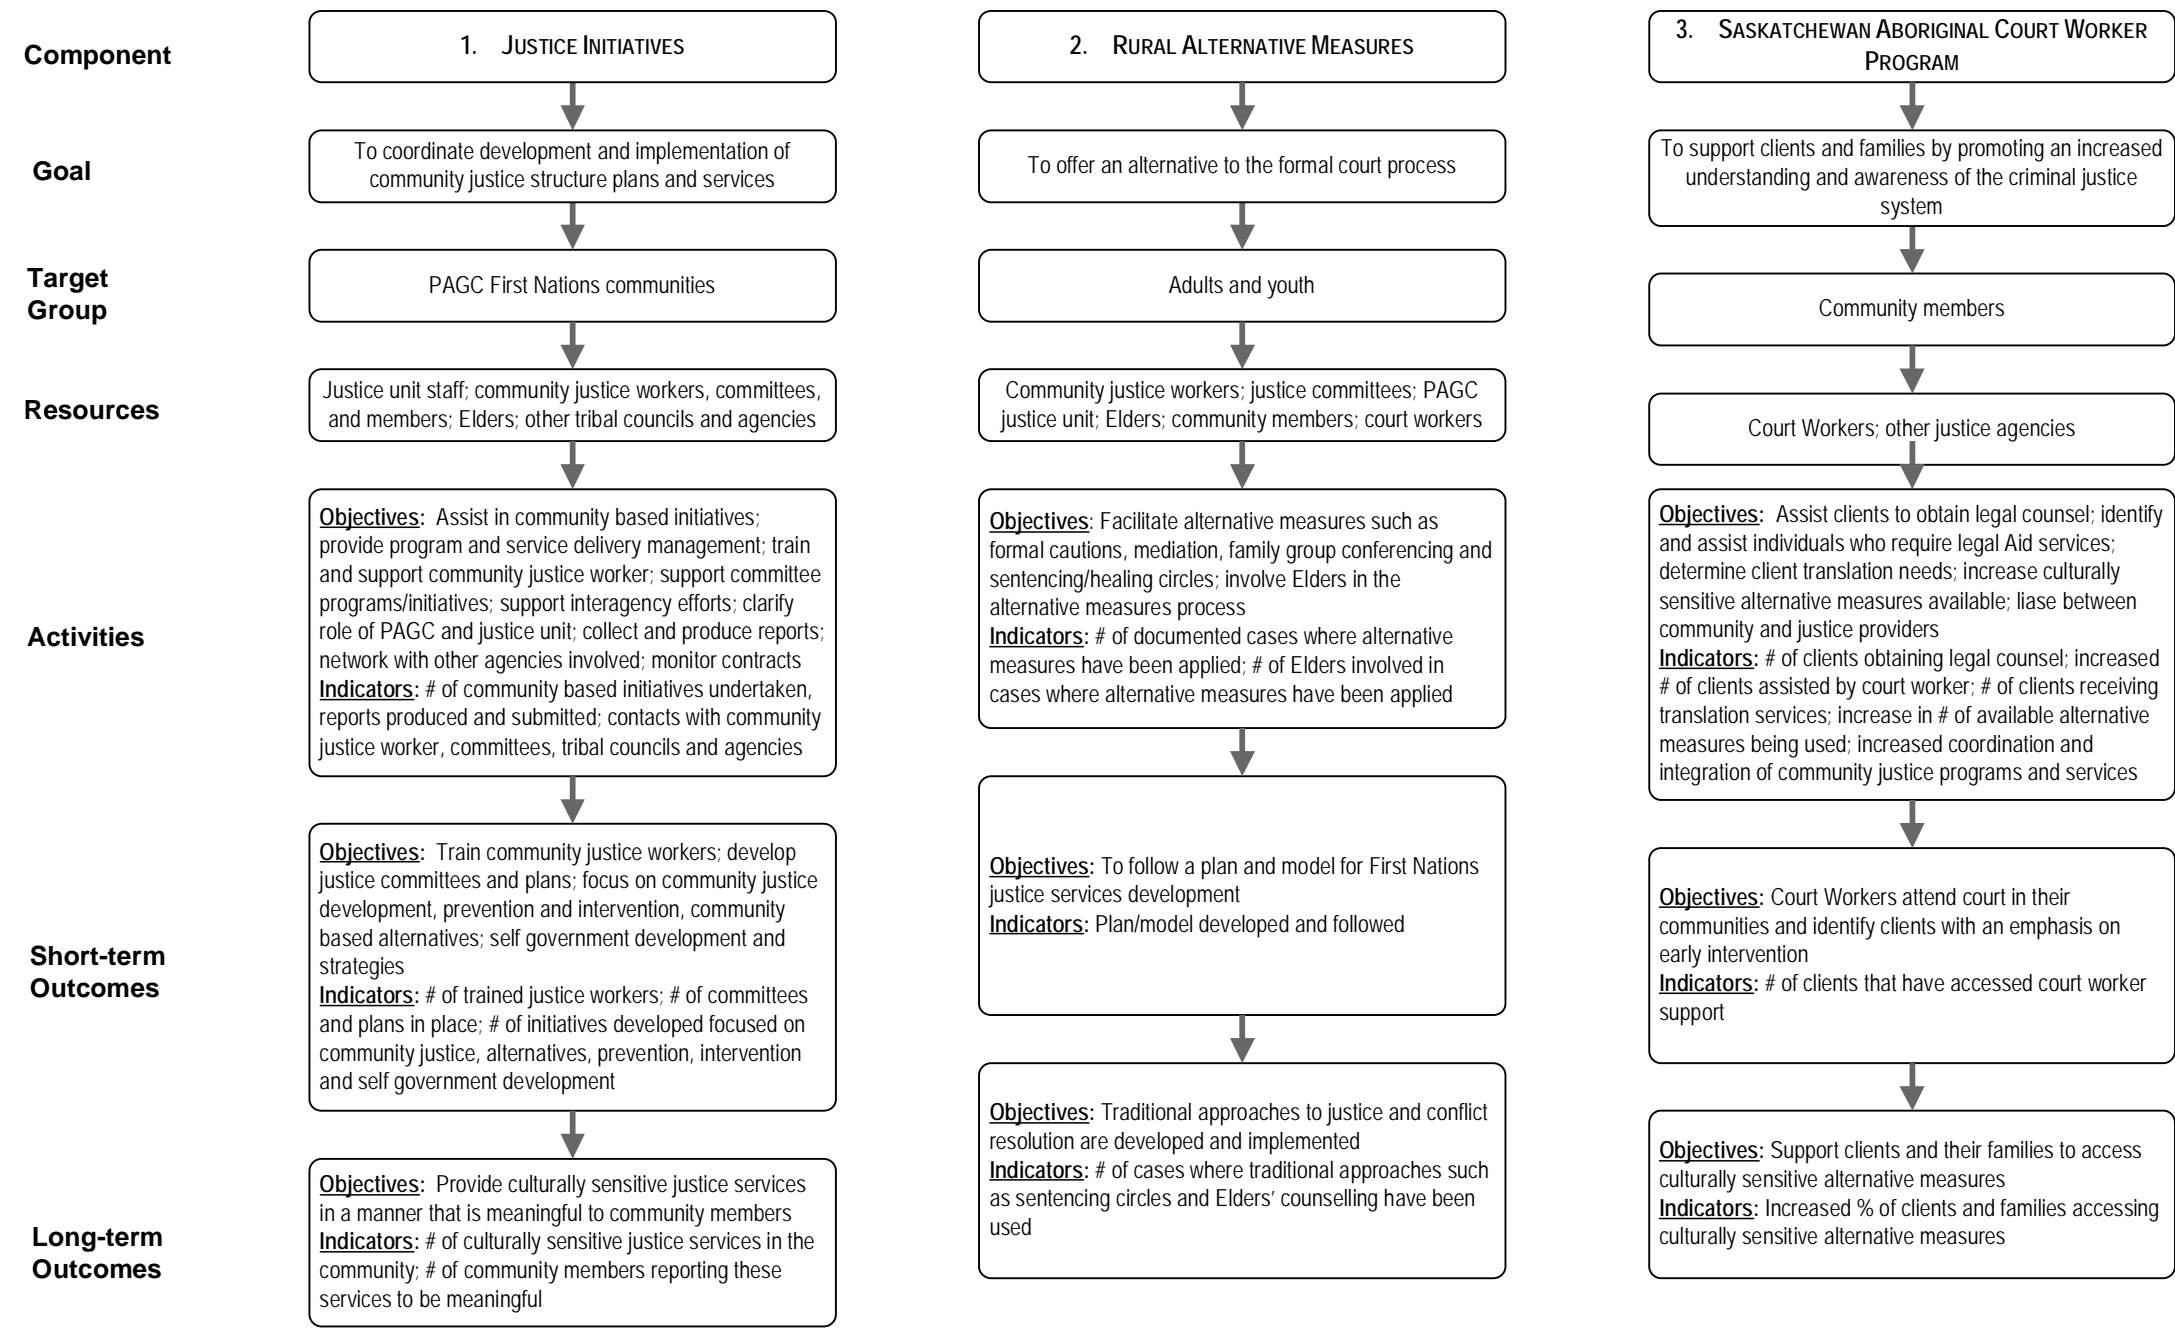 Component
1. JUSTICE INITIATIVES
2. RURAL ALTERNATIVE MEASURES
3. SASKATCHEWAN ABORIGINAL COURT WORKER
PROGRAM
Goal
To coordinate development and implementation of
community justice structure plans and services
To offer an alternative to the formal court process
To support clients and families by promoting an increased
understanding and awareness of the criminal justice
system
Target
Group
PAGC First Nations communities
Adults and youth
Community members
Resources
Justice unit staff; community justice workers, committees,
and members; Elders; other tribal councils and agencies
Community justice workers; justice committees; PAGC
justice unit; Elders; community members; court workers
Court Workers; other justice agencies
Activities
Objectives: Assist in community based initiatives;
provide program and service delivery management; train
and support community justice worker; support committee
programs/initiatives; support interagency efforts; clarify
role of PAGC and justice unit; collect and produce reports;
network with other agencies involved; monitor contracts
Indicators: # of community based initiatives undertaken,
reports produced and submitted; contacts with community
justice worker, committees, tribal councils and agencies
Objectives: Facilitate alternative measures such as
formal cautions, mediation, family group conferencing and
sentencing/healing circles; involve Elders in the
alternative measures process
Indicators: # of documented cases where alternative
measures have been applied; # of Elders involved in
cases where alternative measures have been applied
Objectives: Assist clients to obtain legal counsel; identify
and assist individuals who require legal Aid services;
determine client translation needs; increase culturally
sensitive alternative measures available; liase between
community and justice providers
Indicators: # of clients obtaining legal counsel; increased
# of clients assisted by court worker; # of clients receiving
translation services; increase in # of available alternative
measures being used; increased coordination and
integration of community justice programs and services
Short-term
Outcomes
Objectives: Train community justice workers; develop
justice committees and plans; focus on community justice
development, prevention and intervention, community
based alternatives; self government development and
strategies
Indicators: # of trained justice workers; # of committees
and plans in place; # of initiatives developed focused on
community justice, alternatives, prevention, intervention
and self government development
Objectives: To follow a plan and model for First Nations
justice services development
Indicators: Plan/model developed and followed
Objectives: Court Workers attend court in their
communities and identify clients with an emphasis on
early intervention
Indicators: # of clients that have accessed court worker
support
Long-term
Outcomes
Objectives: Provide culturally sensitive justice services
in a manner that is meaningful to community members
Indicators: # of culturally sensitive justice services in the
community; # of community members reporting these
services to be meaningful
Objectives: Traditional approaches to justice and conflict
resolution are developed and implemented
Indicators: # of cases where traditional approaches such
as sentencing circles and Elders' counselling have been
used
Objectives: Support clients and their families to access
culturally sensitive alternative measures
Indicators: Increased % of clients and families accessing
culturally sensitive alternative measures